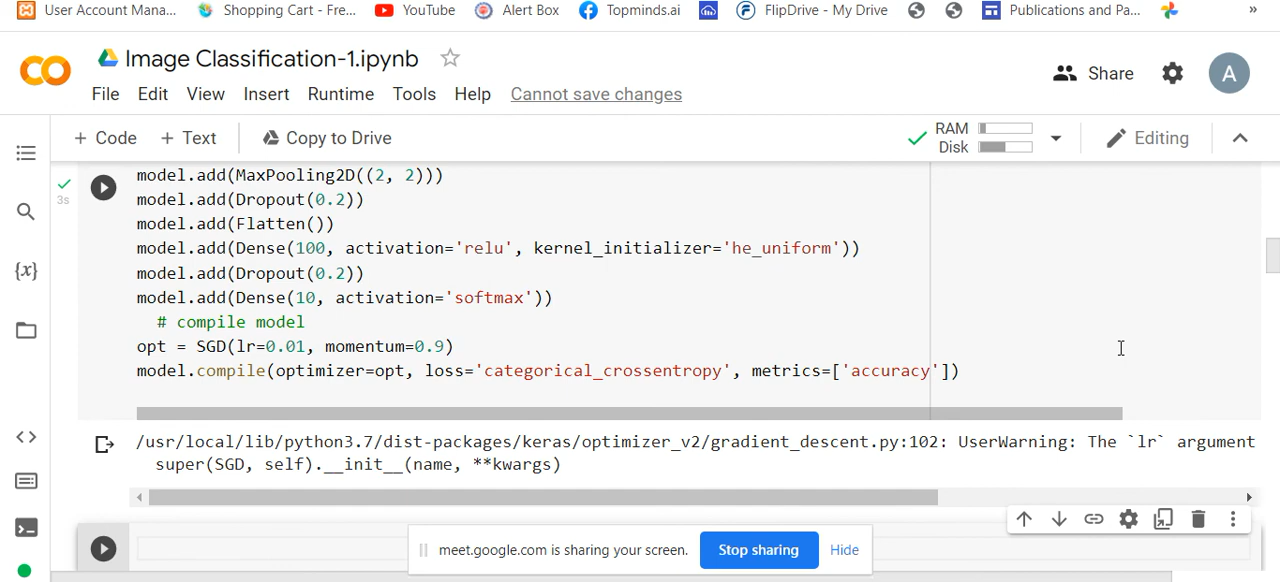 User Account Mana... Shopping Cart - Fre... YouTube Alert Box Topminds.ai FlipDrive - My Drive Publications and Pa... »
CO Image Classification-1.ipynb
Share A
File Edit View Insert Runtime Tools Help Cannot save changes
+ Code + Text Copy to Drive RAM Disk Editing
{x}
3s
model.add(MaxPooling2D((2, 2)))
model.add(Dropout(0.2))
model.add(Flatten())
model.add(Dense(100, activation='relu', kernel_initializer='he_uniform'))
model.add(Dropout(0.2))
model.add(Dense(10, activation='softmax'))
# compile model
opt = SGD(lr=0.01, momentum=0.9)
model.compile(optimizer=opt, loss='categorical_crossentropy', metrics=['accuracy'])
/usr/local/lib/python3.7/dist-packages/keras/optimizer_v2/gradient_descent.py:102: UserWarning: The `lr` argument
super(SGD, self).__init__(name, **kwargs)
meet.google.com is sharing your screen. Stop sharing Hide